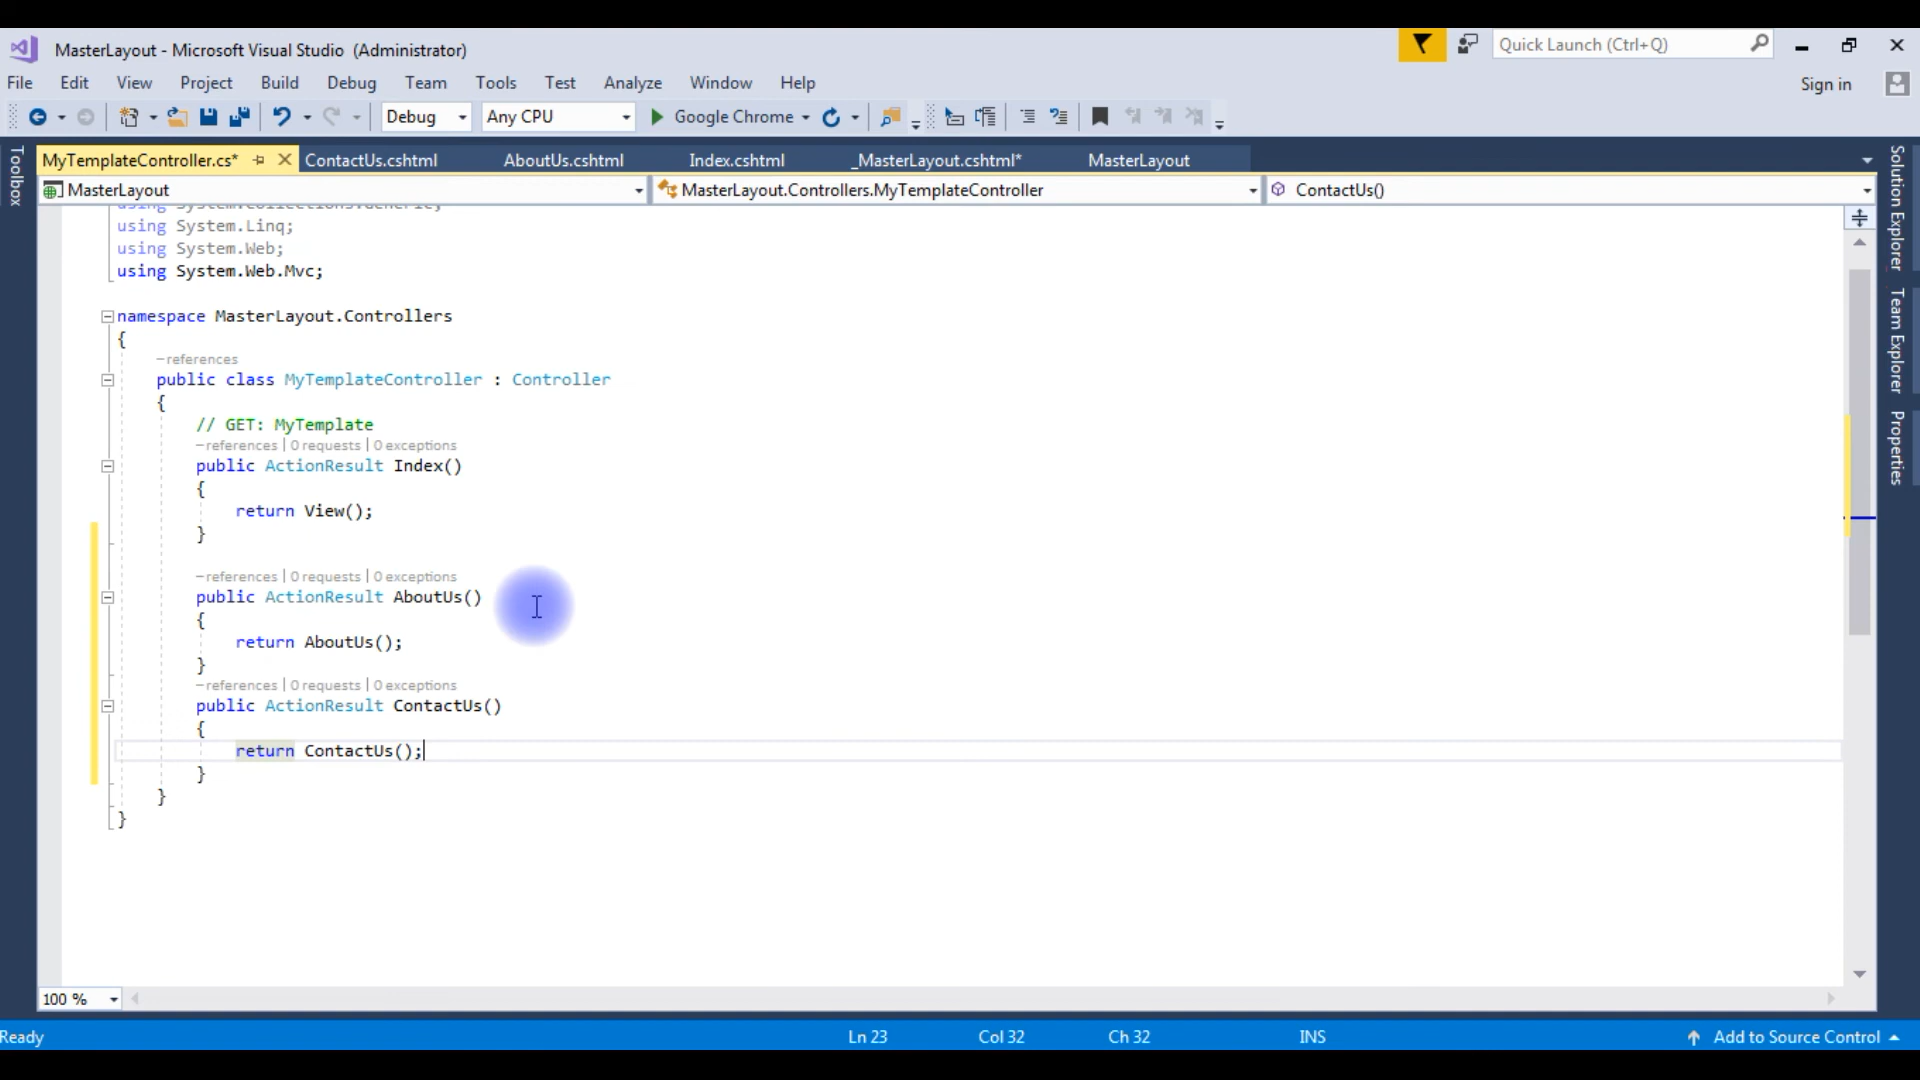 MasterLayout - Microsoft Visual Studio (Administrator)
Quick Launch (Ctrl+Q)
File Edit View Project Build Debug Team Tools Test Analyze Window Help
Sign in
Debug Any CPU Google Chrome
MyTemplateController.cs* ContactUs.cshtml AboutUs.cshtml Index.cshtml _MasterLayout.cshtml* MasterLayout
MasterLayout MasterLayout.Controllers.MyTemplateController ContactUs()
Toolbox
Solution Explorer
Team Explorer
Properties
using System.Collections.Generic;
using System.Linq;
using System.Web;
using System.Web.Mvc;
namespace MasterLayout.Controllers
{
–references
public class MyTemplateController : Controller
{
// GET: MyTemplate
–references | 0 requests | 0 exceptions
public ActionResult Index()
{
return View();
}
–references | 0 requests | 0 exceptions
public ActionResult AboutUs()
{
return AboutUs();
}
–references | 0 requests | 0 exceptions
public ActionResult ContactUs()
{
return ContactUs();
}
}
}
100 %
Ready Ln 23 Col 32 Ch 32 INS Add to Source Control